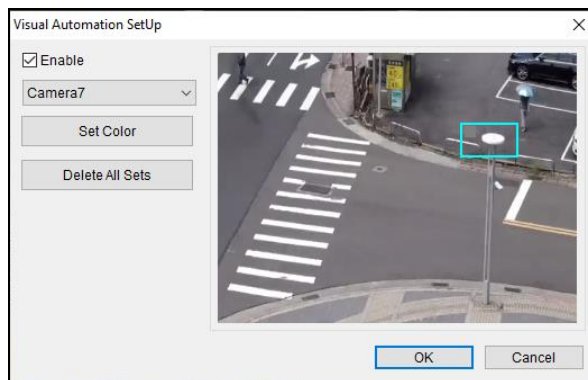 Visual Automation SetUp
Enable
Camera7
Set Color
Delete All Sets
OK
Cancel